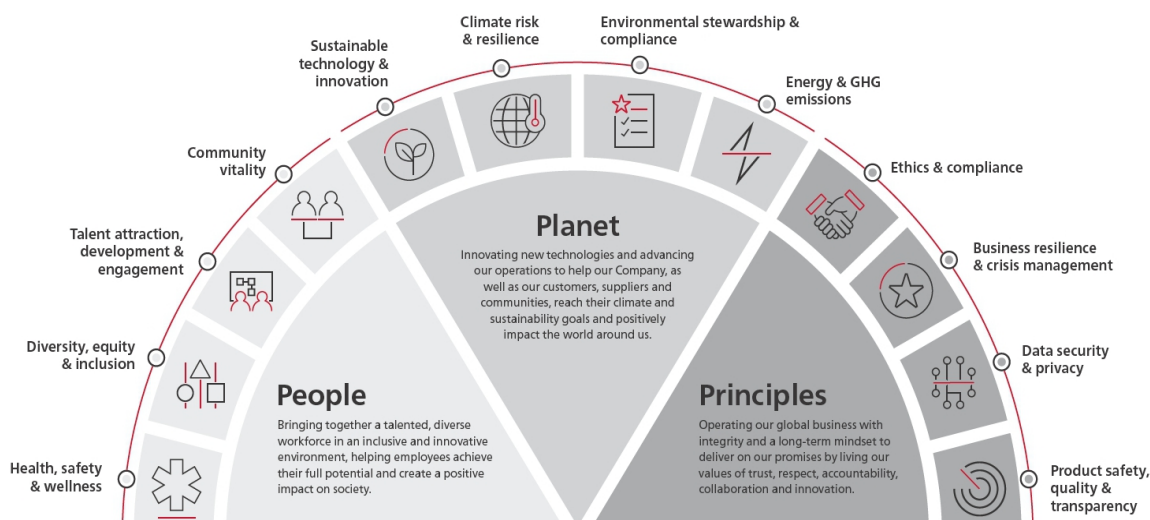 Climate risk
& resilience
Environmental stewardship &
compliance
Sustainable
technology &
innovation
Energy & GHG
emissions
Community
vitality
Ethics & compliance
Talent attraction,
development &
engagement
Business resilience
& crisis management
Diversity, equity
& inclusion
Data security
& privacy
Health, safety
& wellness
Product safety,
quality &
transparency
Planet
Innovating new technologies and advancing
our operations to help our Company, as
well as our customers, suppliers and
communities, reach their climate and
sustainability goals and positively
impact the world around us.
People
Bringing together a talented, diverse
workforce in an inclusive and innovative
environment, helping employees achieve
their full potential and create a positive
impact on society.
Principles
Operating our global business with
integrity and a long-term mindset to
deliver on our promises by living our
values of trust, respect, accountability,
collaboration and innovation.